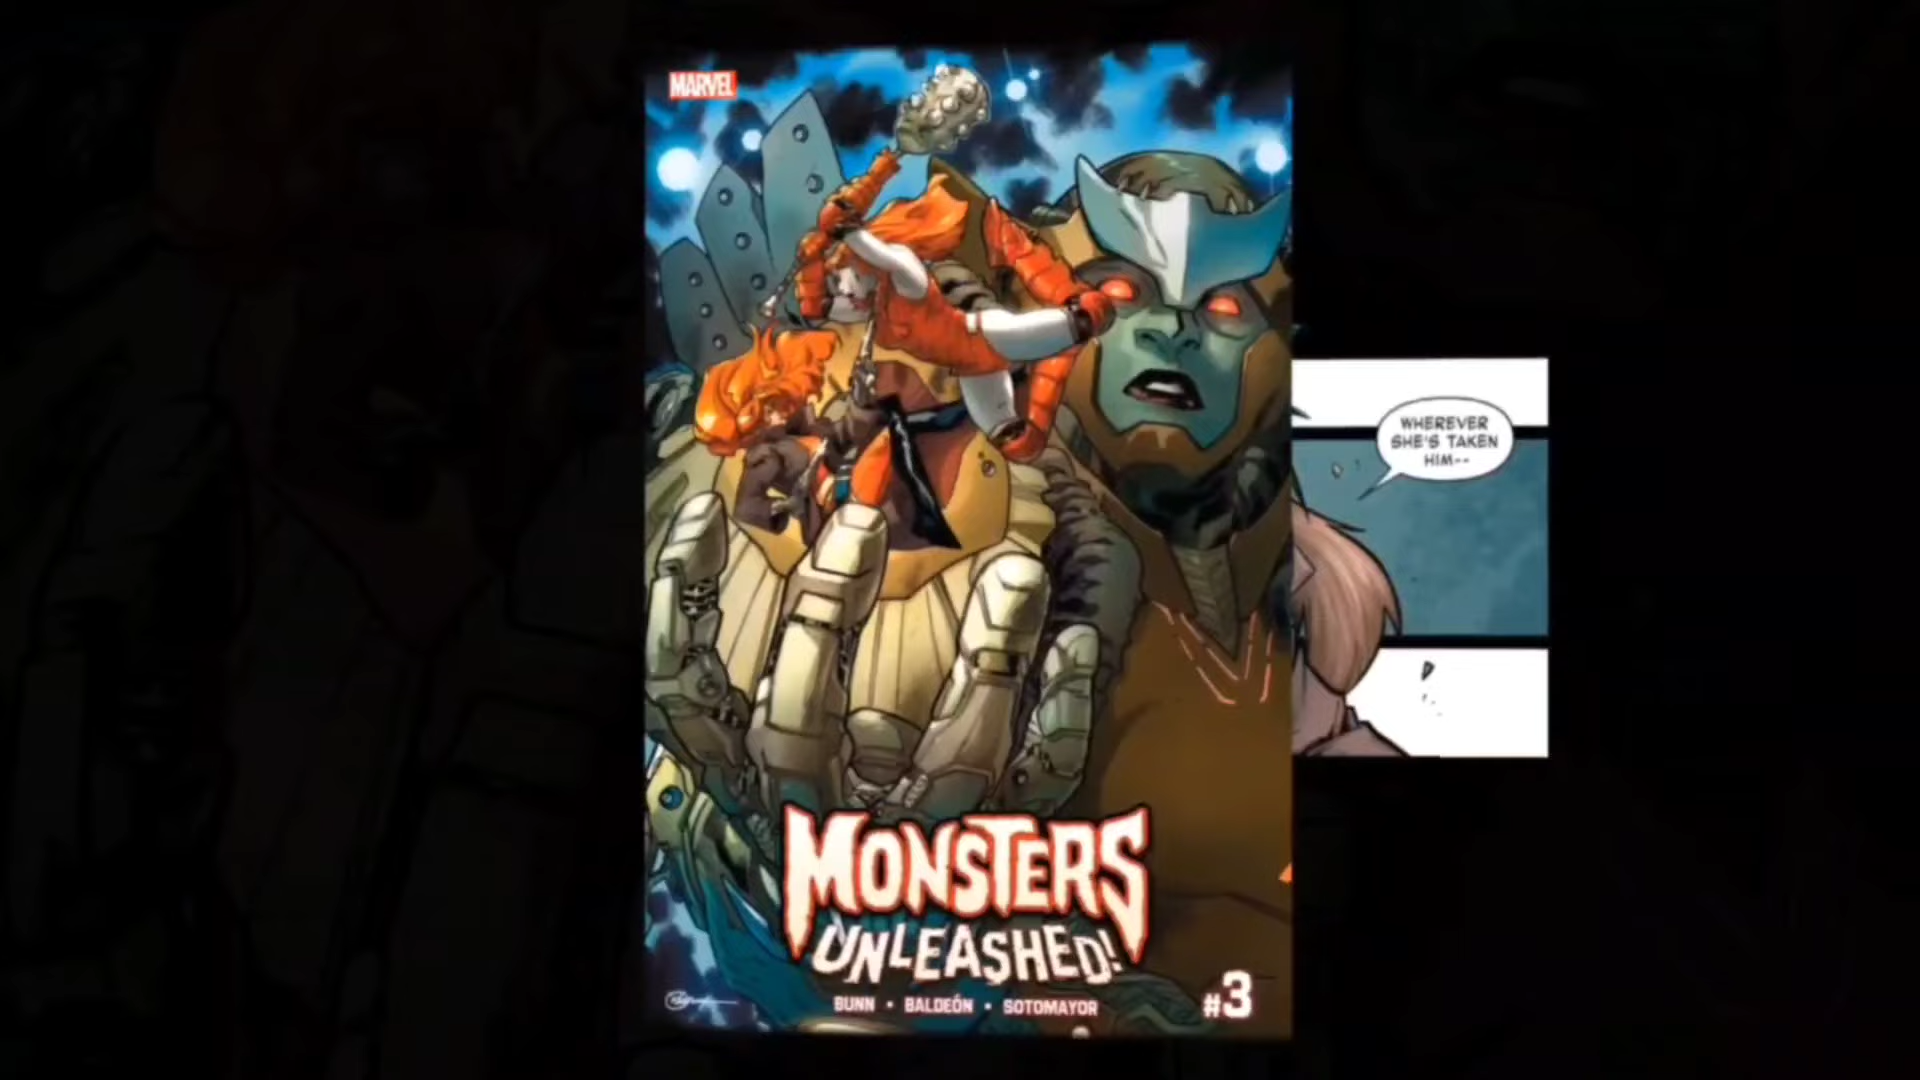 MARVEL
WHEREVER
SHE'S TAKEN
HIM--
MONSTERS
UNLEASHED!
BUNN • BALDEÓN • SOTOMAYOR
#3